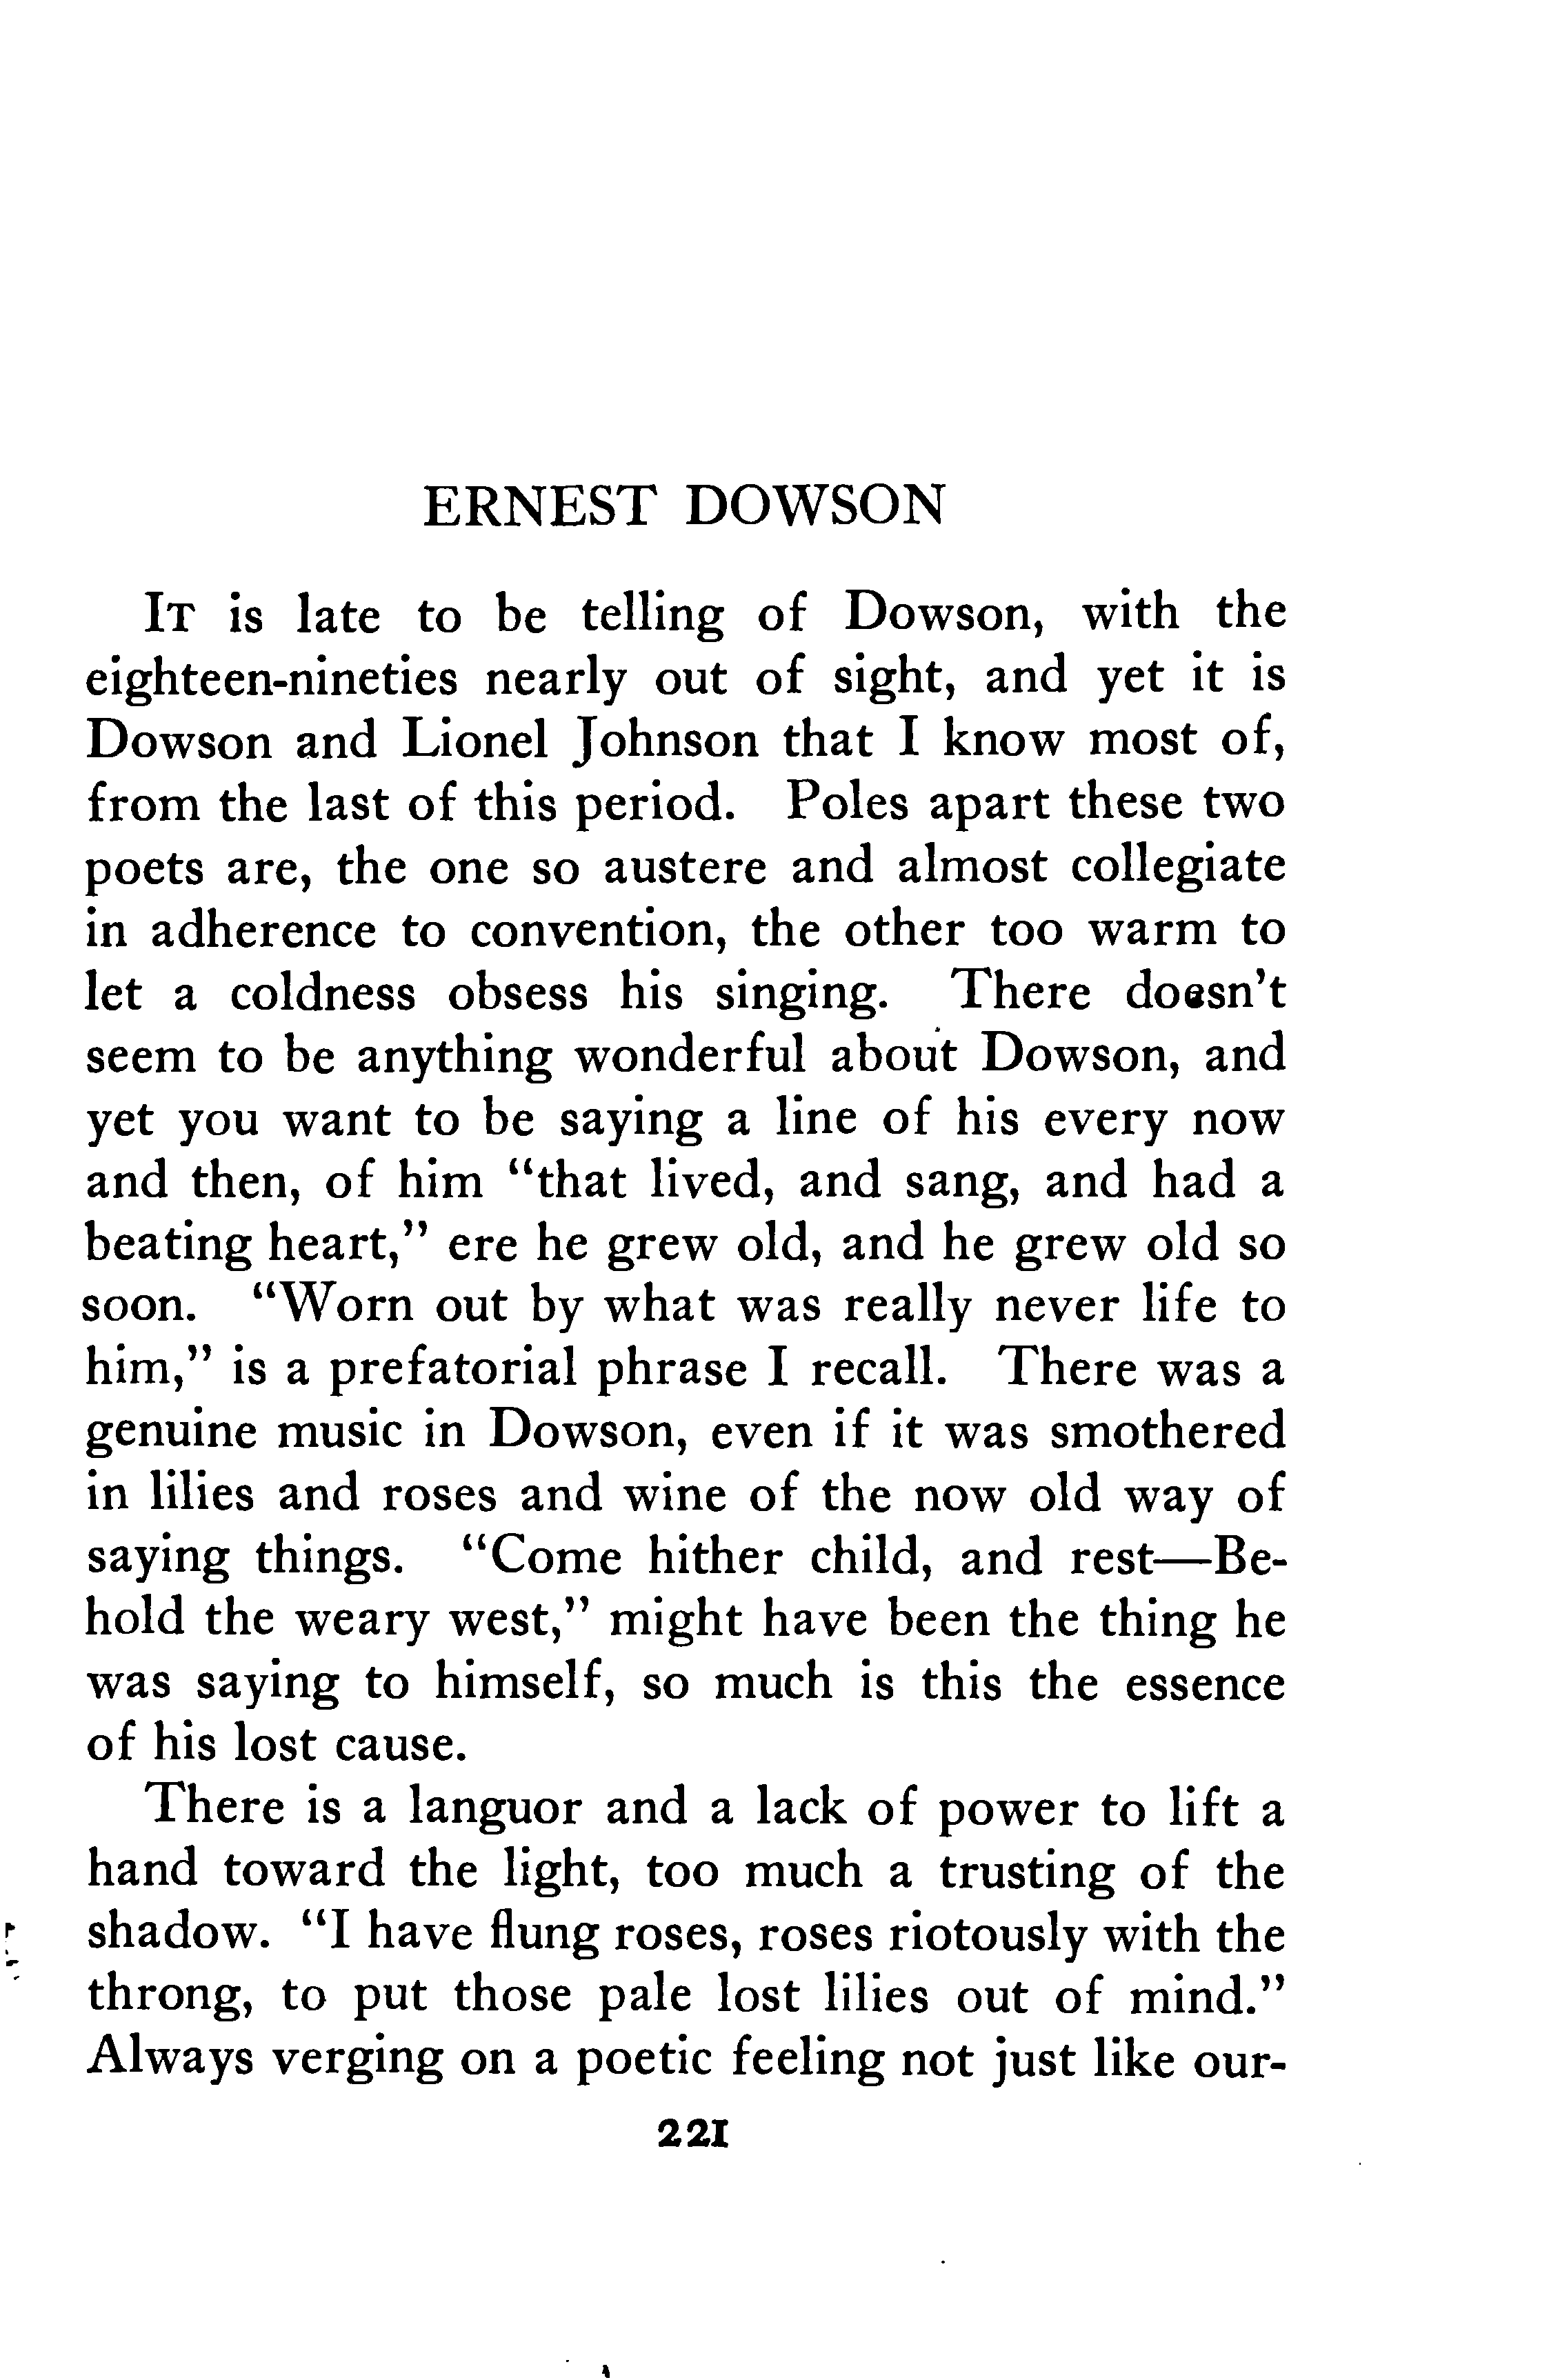 ERNEST DOWSON
IT is late to be telling of Dowson, with the
eighteen-nineties nearly out of sight, and yet it is
Dowson and Lionel Johnson that I know most of,
from the last of this period. Poles apart these two
poets are, the one so austere and almost collegiate
in adherence to convention, the other too warm to
let a coldness obsess his singing. There doesn't
seem to be anything wonderful about Dowson, and
yet you want to be saying a line of his every now
and then, of him "that lived, and sang, and had a
beating heart," ere he grew old, and he grew old so
soon. "Worn out by what was really never life to
him," is a prefatorial phrase I recall. There was a
genuine music in Dowson, even if it was smothered
in lilies and roses and wine of the now old way of
saying things. "Come hither child, and rest—Be-
hold the weary west," might have been the thing he
was saying to himself, so much is this the essence
of his lost cause.
There is a languor and a lack of power to lift a
hand toward the light, too much a trusting of the
shadow. "I have flung roses, roses riotously with the
throng, to put those pale lost lilies out of mind."
Always verging on a poetic feeling not just like our-
221